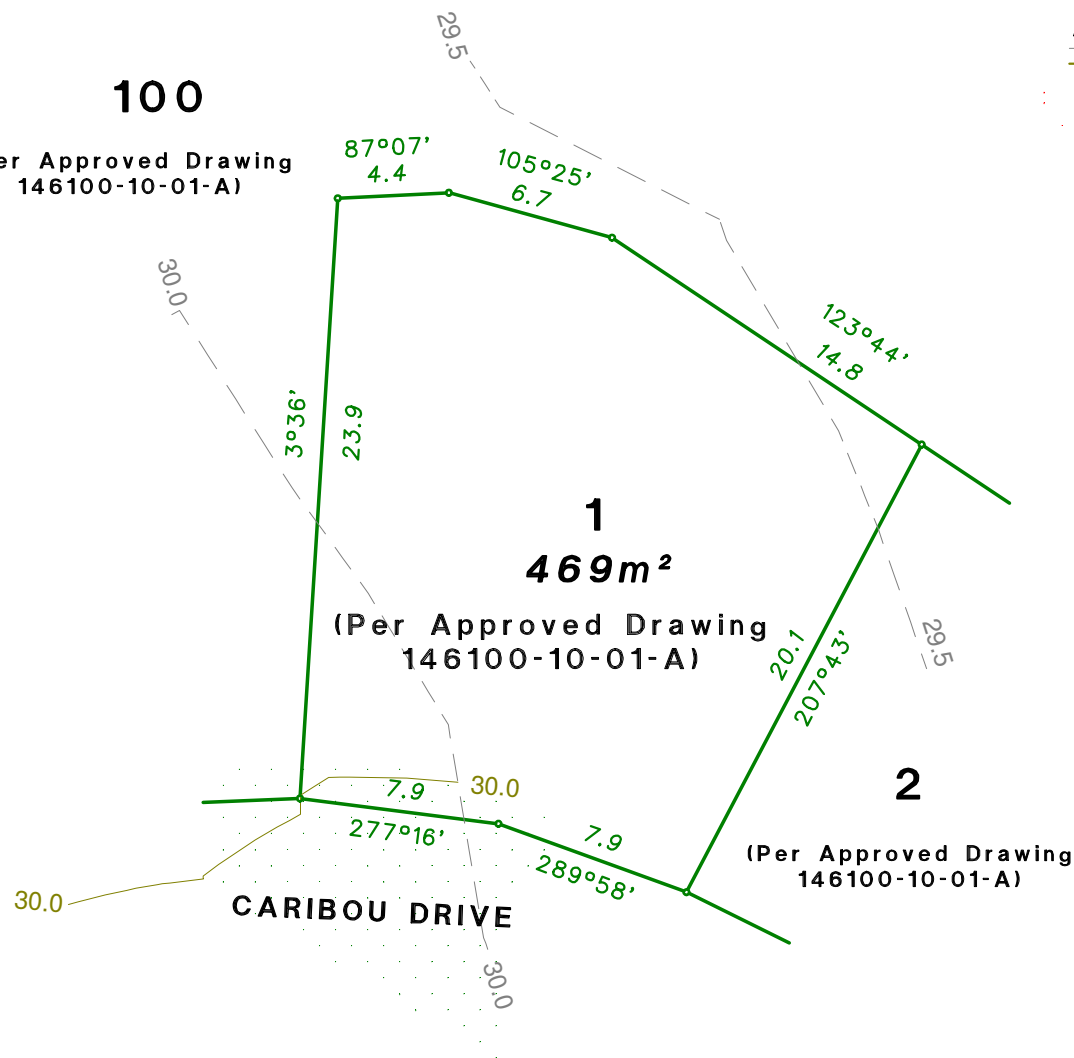 29.5
100
er Approved Drawing
146100-10-01-A)
87°07'
4.4
105°25'
6.7
30.0
123°44'
14.8
3°36'
23.9
1
469m²
(Per Approved Drawing
146100-10-01-A)
20.1
207°43'
29.5
2
(Per Approved Drawing
146100-10-01-A)
7.9
30.0
277°16'
7.9
289°58'
30.0
CARIBOU DRIVE
30.0